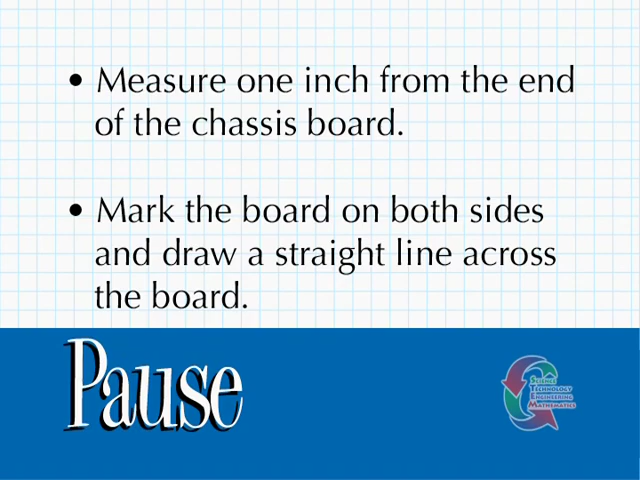 • Measure one inch from the end
of the chassis board.
• Mark the board on both sides
and draw a straight line across
the board.
Pause
Science
Technology
Engineering
Mathematics